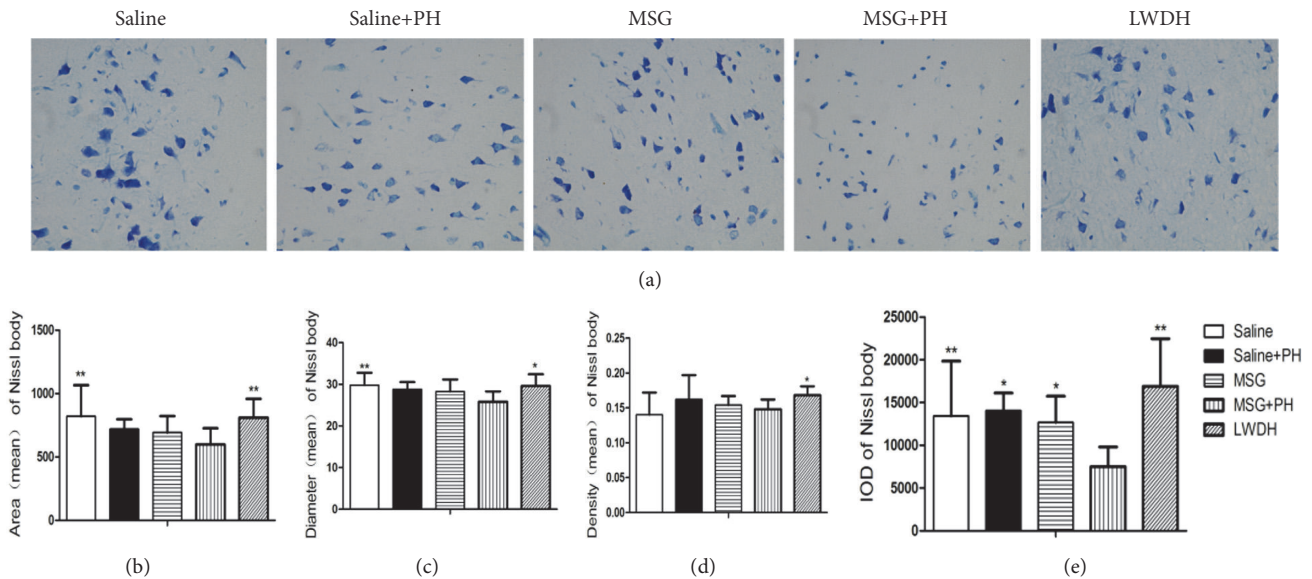 Saline Saline+PH MSG MSG+PH LWDH
(a)
Area（mean） of Nissl body
1500
1000
500
0
** **
(b)
Diameter（mean） of Nissl body
40
30
20
10
0
** *
(c)
Density（mean） of Nissl body
0.25
0.20
0.15
0.10
0.05
0.00
*
(d)
IOD of Nissl body
25000
20000
15000
10000
5000
0
** * * **
(e)
Saline
Saline+PH
MSG
MSG+PH
LWDH